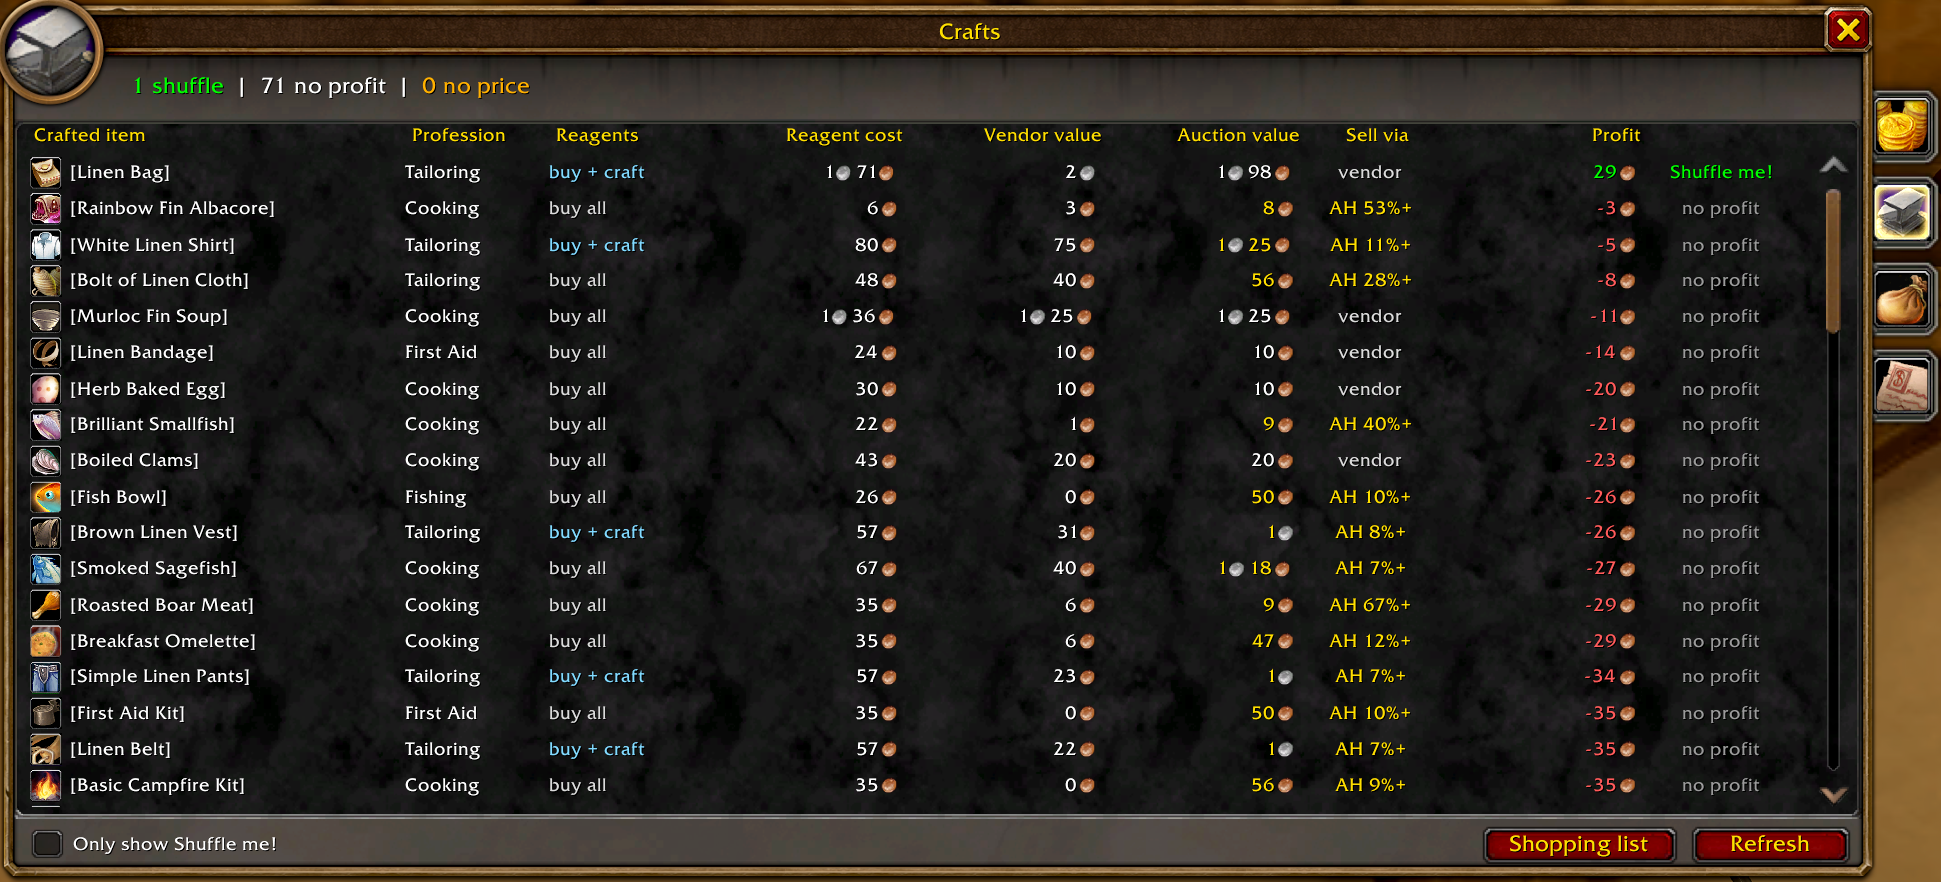 Crafts
1 shuffle | 71 no profit | 0 no price
Crafted item Profession Reagents Reagent cost Vendor value Auction value Sell via Profit
[Linen Bag] Tailoring buy + craft 1 71 2 1 98 vendor 29 Shuffle me!
[Rainbow Fin Albacore] Cooking buy all 6 3 8 AH 53%+ -3 no profit
[White Linen Shirt] Tailoring buy + craft 80 75 1 25 AH 11%+ -5 no profit
[Bolt of Linen Cloth] Tailoring buy all 48 40 56 AH 28%+ -8 no profit
[Murloc Fin Soup] Cooking buy all 1 36 1 25 1 25 vendor -11 no profit
[Linen Bandage] First Aid buy all 24 10 10 vendor -14 no profit
[Herb Baked Egg] Cooking buy all 30 10 10 vendor -20 no profit
[Brilliant Smallfish] Cooking buy all 22 1 9 AH 40%+ -21 no profit
[Boiled Clams] Cooking buy all 43 20 20 vendor -23 no profit
[Fish Bowl] Fishing buy all 26 0 50 AH 10%+ -26 no profit
[Brown Linen Vest] Tailoring buy + craft 57 31 1 AH 8%+ -26 no profit
[Smoked Sagefish] Cooking buy all 67 40 1 18 AH 7%+ -27 no profit
[Roasted Boar Meat] Cooking buy all 35 6 9 AH 67%+ -29 no profit
[Breakfast Omelette] Cooking buy all 35 6 47 AH 12%+ -29 no profit
[Simple Linen Pants] Tailoring buy + craft 57 23 1 AH 7%+ -34 no profit
[First Aid Kit] First Aid buy all 35 0 50 AH 10%+ -35 no profit
[Linen Belt] Tailoring buy + craft 57 22 1 AH 7%+ -35 no profit
[Basic Campfire Kit] Cooking buy all 35 0 56 AH 9%+ -35 no profit
Only show Shuffle me! Shopping list Refresh